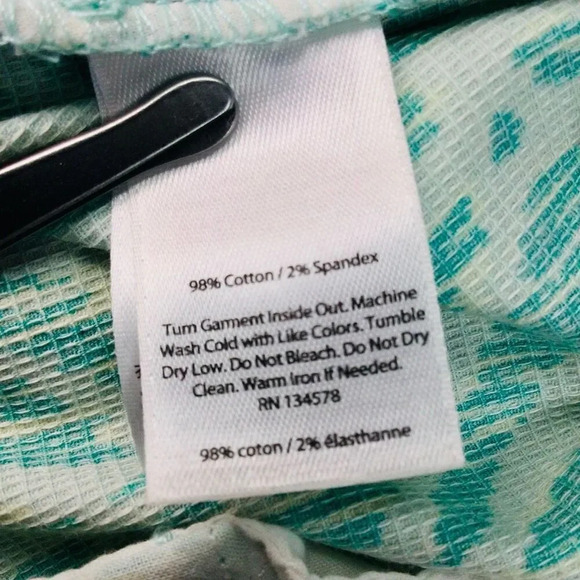 98% Cotton / 2% Spandex
Turn Garment Inside Out. Machine
Wash Cold with Like Colors. Tumble
Dry Low. Do Not Bleach. Do Not Dry
Clean. Warm Iron If Needed.
RN 134578
98% coton / 2% élasthanne